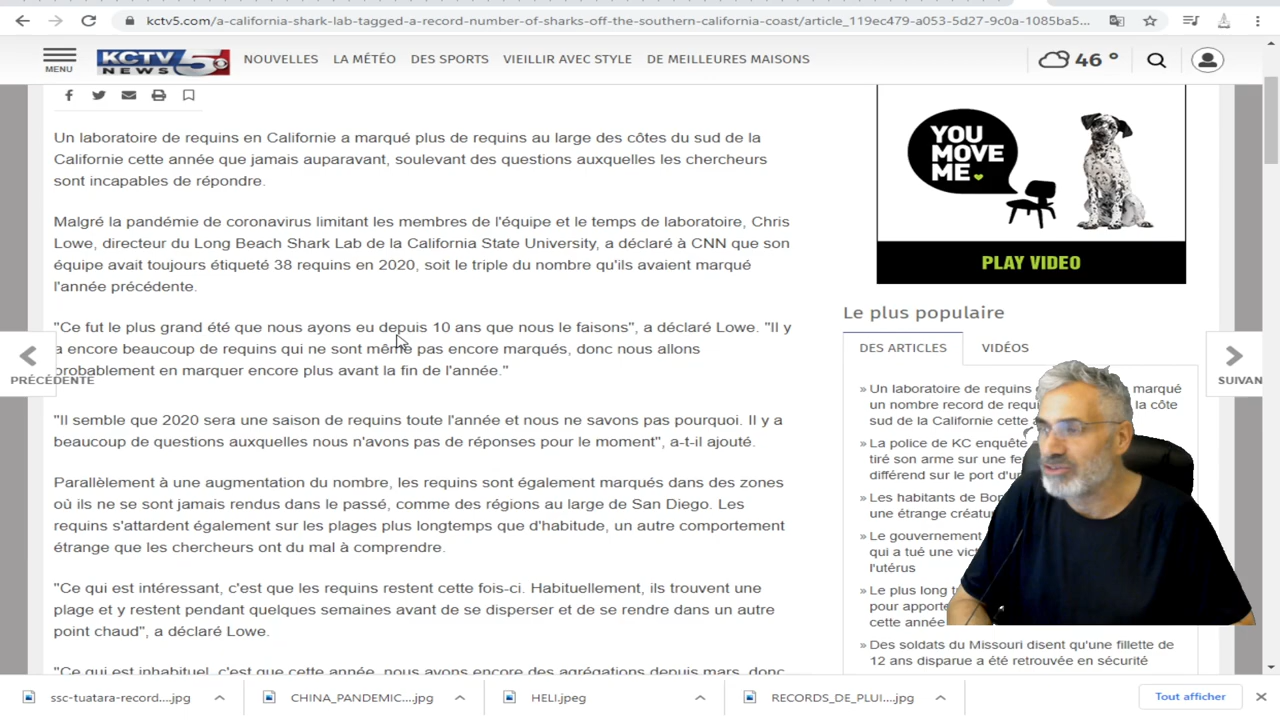 kctv5.com/a-california-shark-lab-tagged-a-record-number-of-sharks-off-the-southern-california-coast/article_119ec479-a053-5d27-9c0a-1085ba5...
MENU
KCTV
NEWS 5
NOUVELLES LA MÉTÉO DES SPORTS VIEILLIR AVEC STYLE DE MEILLEURES MAISONS
46 °
Un laboratoire de requins en Californie a marqué plus de requins au large des côtes du sud de la
Californie cette année que jamais auparavant, soulevant des questions auxquelles les chercheurs
sont incapables de répondre.
Malgré la pandémie de coronavirus limitant les membres de l'équipe et le temps de laboratoire, Chris
Lowe, directeur du Long Beach Shark Lab de la California State University, a déclaré à CNN que son
équipe avait toujours étiqueté 38 requins en 2020, soit le triple du nombre qu'ils avaient marqué
l'année précédente.
"Ce fut le plus grand été que nous ayons eu depuis 10 ans que nous le faisons", a déclaré Lowe. "Il y
a encore beaucoup de requins qui ne sont même pas encore marqués, donc nous allons
probablement en marquer encore plus avant la fin de l'année."
"Il semble que 2020 sera une saison de requins toute l'année et nous ne savons pas pourquoi. Il y a
beaucoup de questions auxquelles nous n'avons pas de réponses pour le moment", a-t-il ajouté.
Parallèlement à une augmentation du nombre, les requins sont également marqués dans des zones
où ils ne se sont jamais rendus dans le passé, comme des régions au large de San Diego. Les
requins s'attardent également sur les plages plus longtemps que d'habitude, un autre comportement
étrange que les chercheurs ont du mal à comprendre.
"Ce qui est intéressant, c'est que les requins restent cette fois-ci. Habituellement, ils trouvent une
plage et y restent pendant quelques semaines avant de se disperser et de se rendre dans un autre
point chaud", a déclaré Lowe.
"Ce qui est inhabituel, c'est que cette année, nous avons encore des agrégations depuis mars, donc
PRÉCÉDENTE
SUIVAN
YOU
MOVE
ME
PLAY VIDEO
Le plus populaire
DES ARTICLES VIDÉOS
» Un laboratoire de requins marqué
un nombre record de la côte
sud de la Californie cette
» La police de KC enquête
tiré son arme sur une
différend sur le port
» Les habitants de
une étrange
» Le gouvernement
qui a tué une
l'utérus
» Le plus long
pour
cette année
» Des soldats du Missouri disent qu'une fillette de
12 ans disparue a été retrouvée en sécurité
ssc-tuatara-record....jpg CHINA_PANDEMIC....jpg HELI.jpeg RECORDS_DE_PLUI....jpg Tout afficher